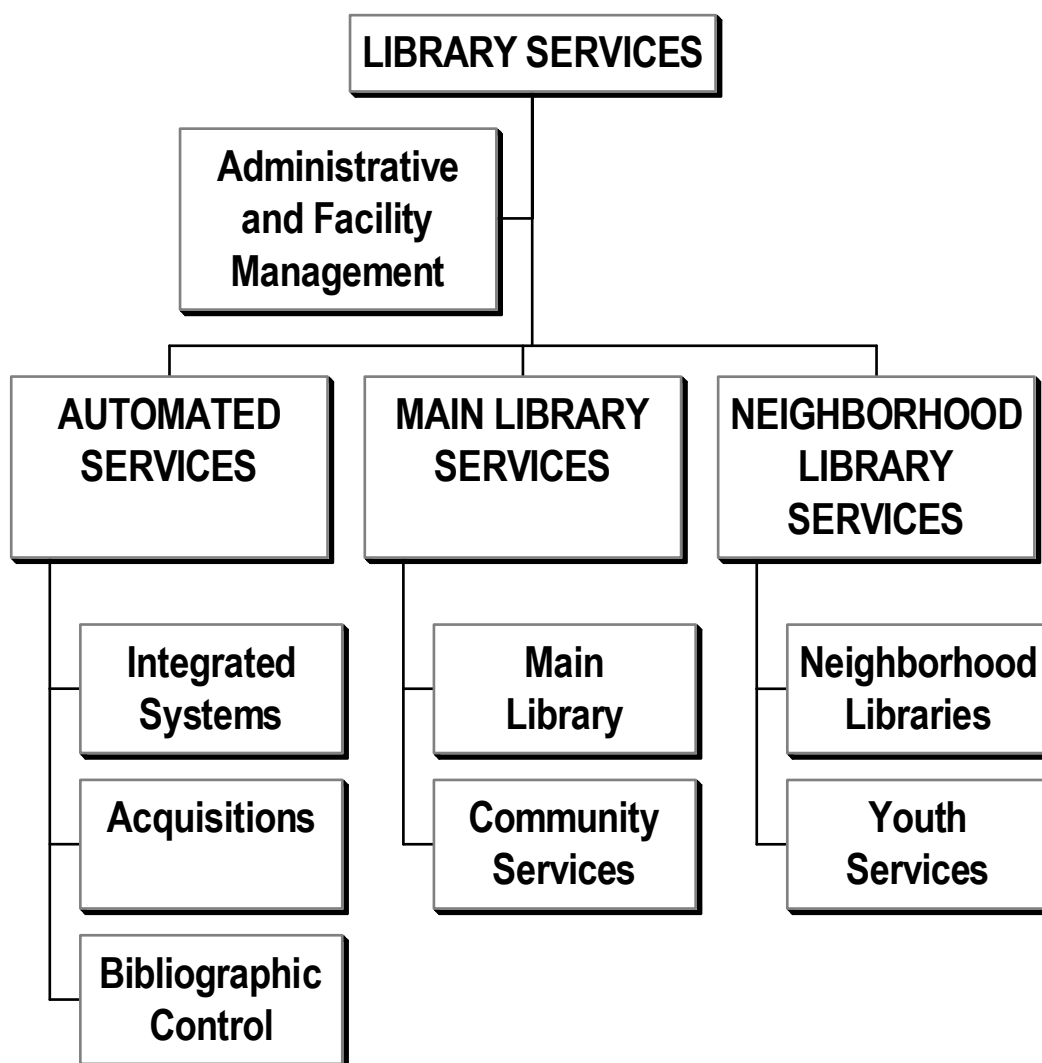 LIBRARY SERVICES
Administrative
and Facility
Management
AUTOMATED
SERVICES
MAIN LIBRARY
SERVICES
NEIGHBORHOOD
LIBRARY
SERVICES
Integrated
Systems
Acquisitions
Bibliographic
Control
Main
Library
Community
Services
Neighborhood
Libraries
Youth
Services